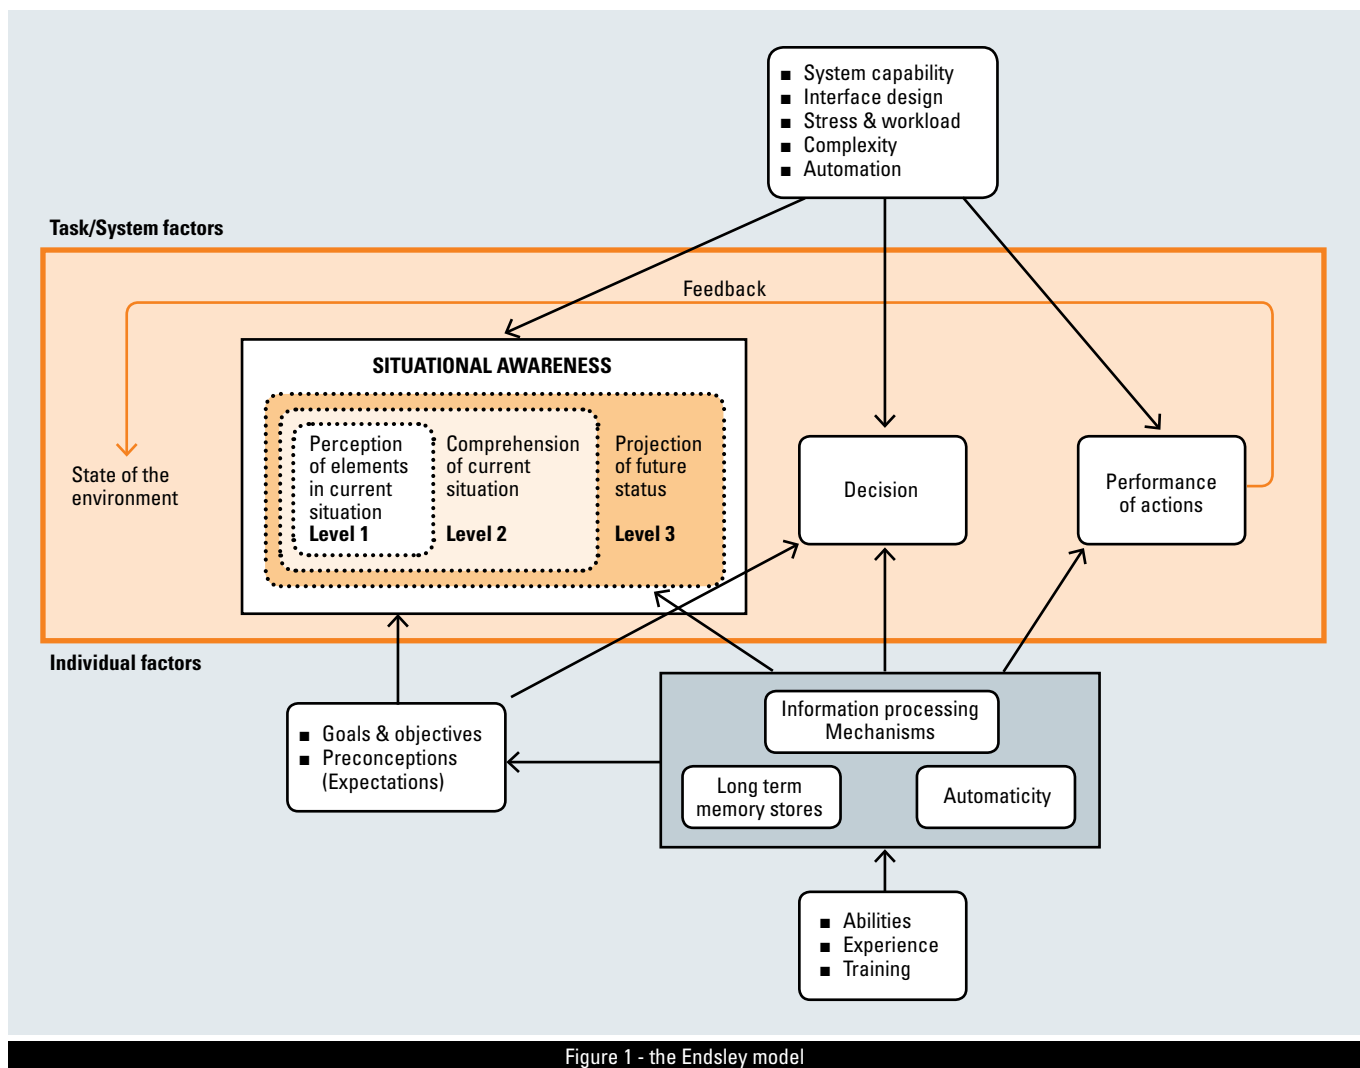 ■ System capability
■ Interface design
■ Stress & workload
■ Complexity
■ Automation
Task/System factors
Feedback
SITUATIONAL AWARENESS
Perception
of elements
in current
situation
Level 1
Comprehension
of current
situation
Level 2
Projection
of future
status
Level 3
State of the
environment
Decision
Performance
of actions
Individual factors
■ Goals & objectives
■ Preconceptions
(Expectations)
Information processing
Mechanisms
Long term
memory stores
Automaticity
■ Abilities
■ Experience
■ Training
Figure 1 - the Endsley model